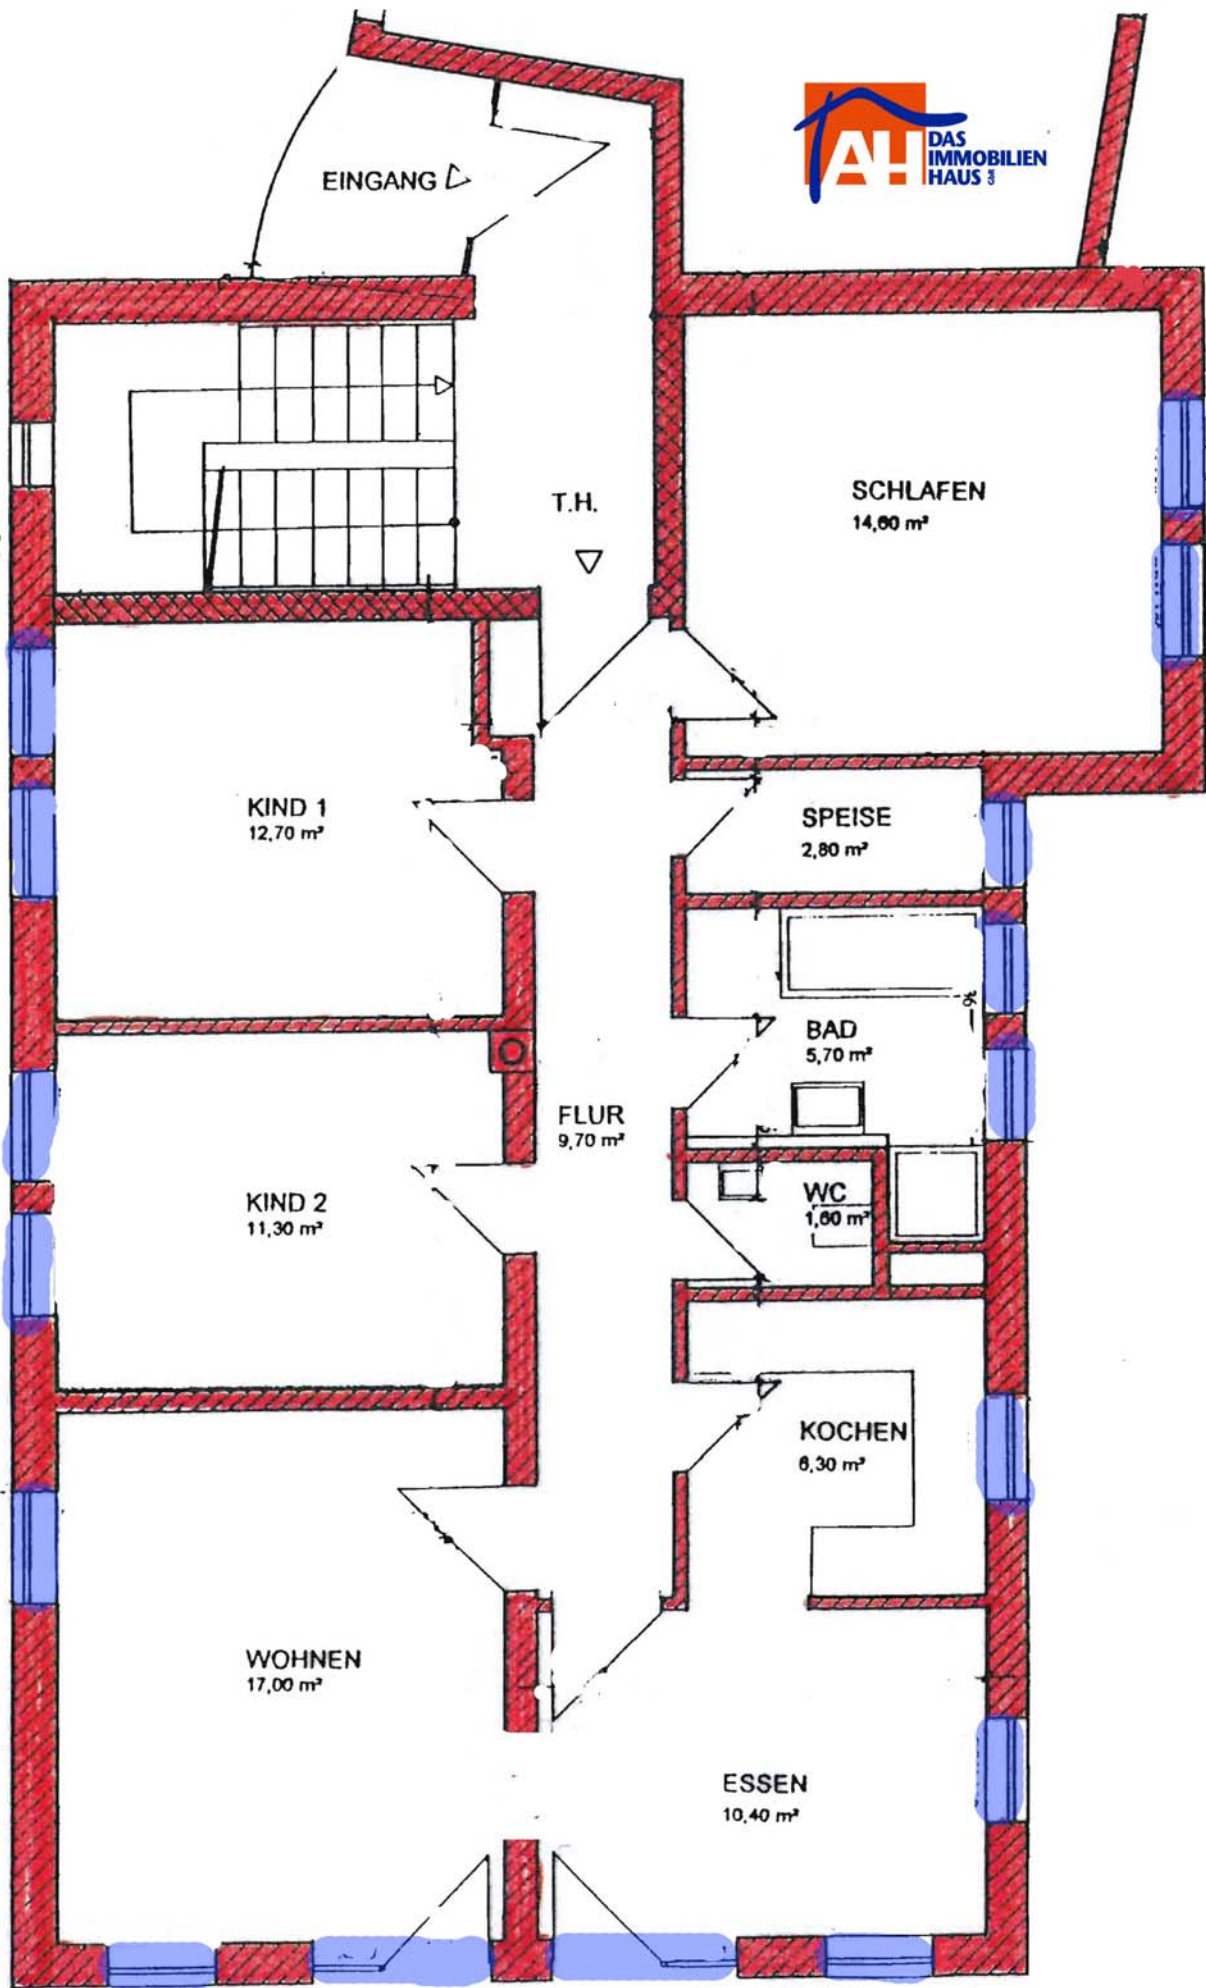 AH DAS
IMMOBILIEN
HAUS
EINGANG
T.H.
SCHLAFEN
14,60 m²
KIND 1
12,70 m²
SPEISE
2,80 m²
BAD
5,70 m²
FLUR
9,70 m²
WC
1,60 m²
KIND 2
11,30 m²
KOCHEN
6,30 m²
WOHNEN
17,00 m²
ESSEN
10,40 m²